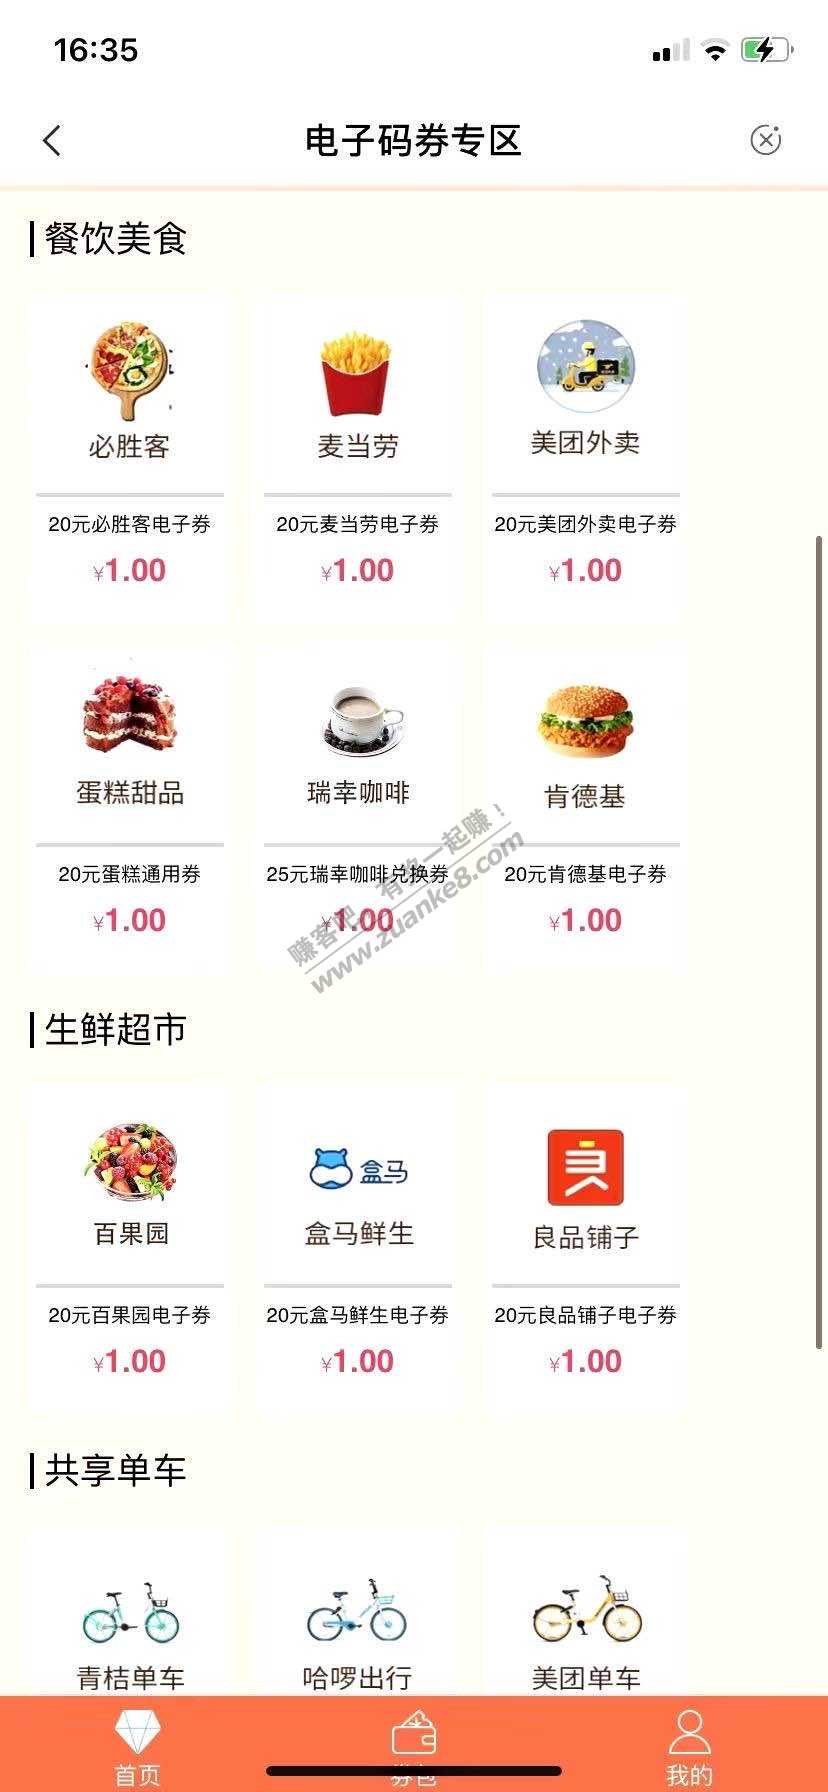 16:35
电子码券专区
餐饮美食
必胜客
麦当劳
美团外卖
20元必胜客电子券
20元麦当劳电子券
20元美团外卖电子券
¥1.00
¥1.00
¥1.00
蛋糕甜品
瑞幸咖啡
肯德基
20元蛋糕通用券
25元瑞幸咖啡兑换券
20元肯德基电子券
¥1.00
¥1.00
¥1.00
赚客吧，有奖一起赚！
www.zuanke8.com
生鲜超市
盒马
良
百果园
盒马鲜生
良品铺子
20元百果园电子券
20元盒马鲜生电子券
20元良品铺子电子券
¥1.00
¥1.00
¥1.00
共享单车
青桔单车
哈啰出行
美团单车
首页
券包
我的